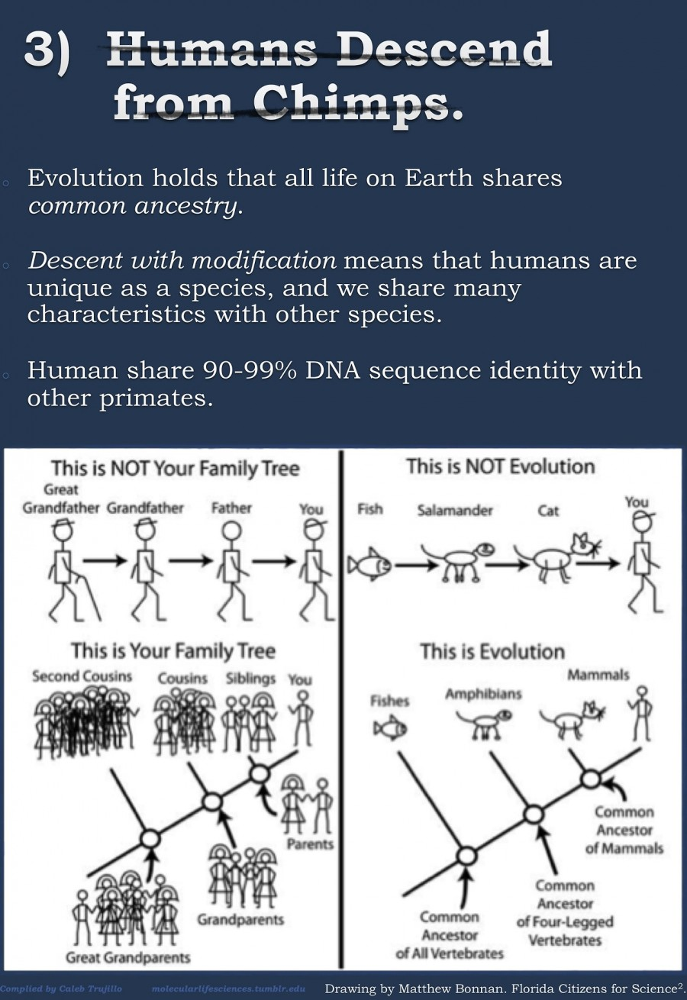 3) Humans Descend
from Chimps.
Evolution holds that all life on Earth shares
common ancestry.
Descent with modification means that humans are
unique as a species, and we share many
characteristics with other species.
Human share 90-99% DNA sequence identity with
other primates.
This is NOT Your Family Tree
Great
Grandfather Grandfather Father You
This is Your Family Tree
Second Cousins Cousins Siblings You
Parents
Grandparents
Great Grandparents
This is NOT Evolution
Fish Salamander Cat You
This is Evolution
Fishes Amphibians Mammals
Common
Ancestor
of Mammals
Common
Ancestor
of Four-Legged
Vertebrates
Common
Ancestor
of All Vertebrates
Complied by Caleb Trujillo molecularlifesciences.tumblr.edu Drawing by Matthew Bonnan. Florida Citizens for Science².